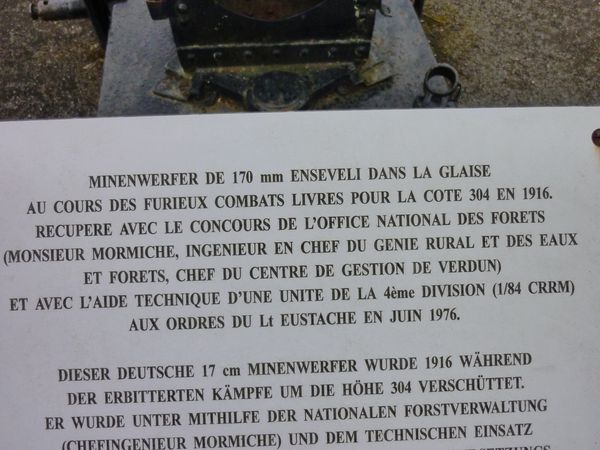 MINENWERFER DE 170 mm ENSEVELI DANS LA GLAISE
AU COURS DES FURIEUX COMBATS LIVRES POUR LA COTE 304 EN 1916.
RECUPERE AVEC LE CONCOURS DE L'OFFICE NATIONAL DES FORETS
(MONSIEUR MORMICHE, INGENIEUR EN CHEF DU GENIE RURAL ET DES EAUX
ET FORETS, CHEF DU CENTRE DE GESTION DE VERDUN)
ET AVEC L'AIDE TECHNIQUE D'UNE UNITE DE LA 4ème DIVISION (1/84 CRRM)
AUX ORDRES DU Lt EUSTACHE EN JUIN 1976.
DIESER DEUTSCHE 17 cm MINENWERFER WURDE 1916 WÄHREND
DER ERBITTERTEN KÄMPFE UM DIE HÖHE 304 VERSCHÜTTET.
ER WURDE UNTER MITHILFE DER NATIONALEN FORSTVERWALTUNG
(CHEFINGENIEUR MORMICHE) UND DEM TECHNISCHEN EINSATZ